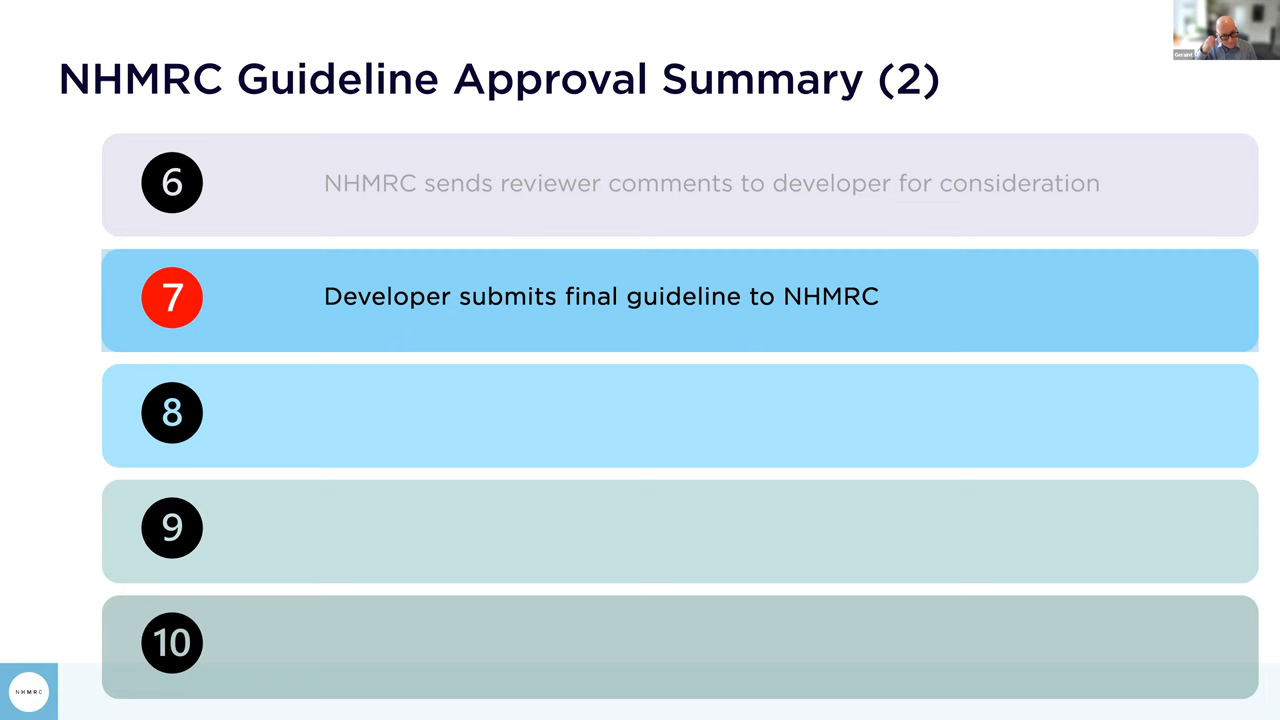 Geraint
NHMRC Guideline Approval Summary (2)
6
NHMRC sends reviewer comments to developer for consideration
7
Developer submits final guideline to NHMRC
8
9
10
NHMRC